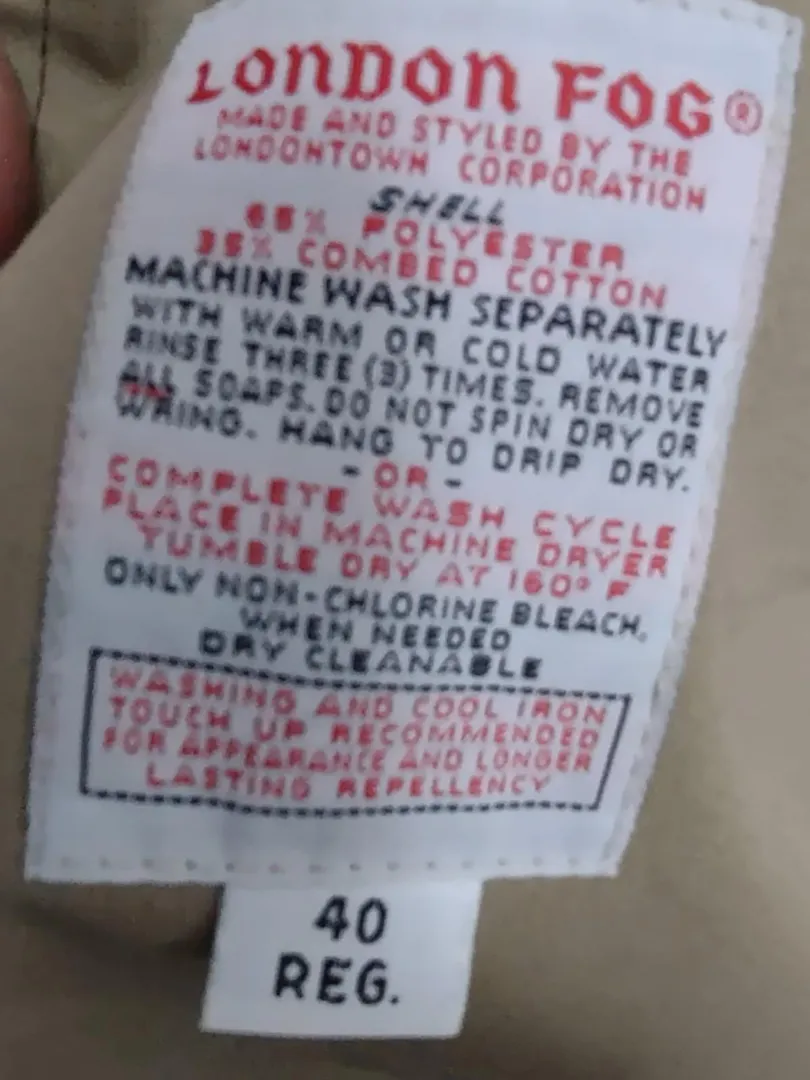 LONDON FOG®
MADE AND STYLED BY THE
LONDONTOWN CORPORATION
SHELL
65% POLYESTER
35% COMBED COTTON
MACHINE WASH SEPARATELY
WITH WARM OR COLD WATER
RINSE THREE (3) TIMES. REMOVE
ALL SOAPS. DO NOT SPIN DRY OR
WRING. HANG TO DRIP DRY.
- OR -
COMPLETE WASH CYCLE
PLACE IN MACHINE DRYER
TUMBLE DRY AT 160° F
ONLY NON-CHLORINE BLEACH,
WHEN NEEDED
DRY CLEANABLE
WASHING AND COOL IRON
TOUCH UP RECOMMENDED
FOR APPEARANCE AND LONGER
LASTING REPELLENCY
40
REG.